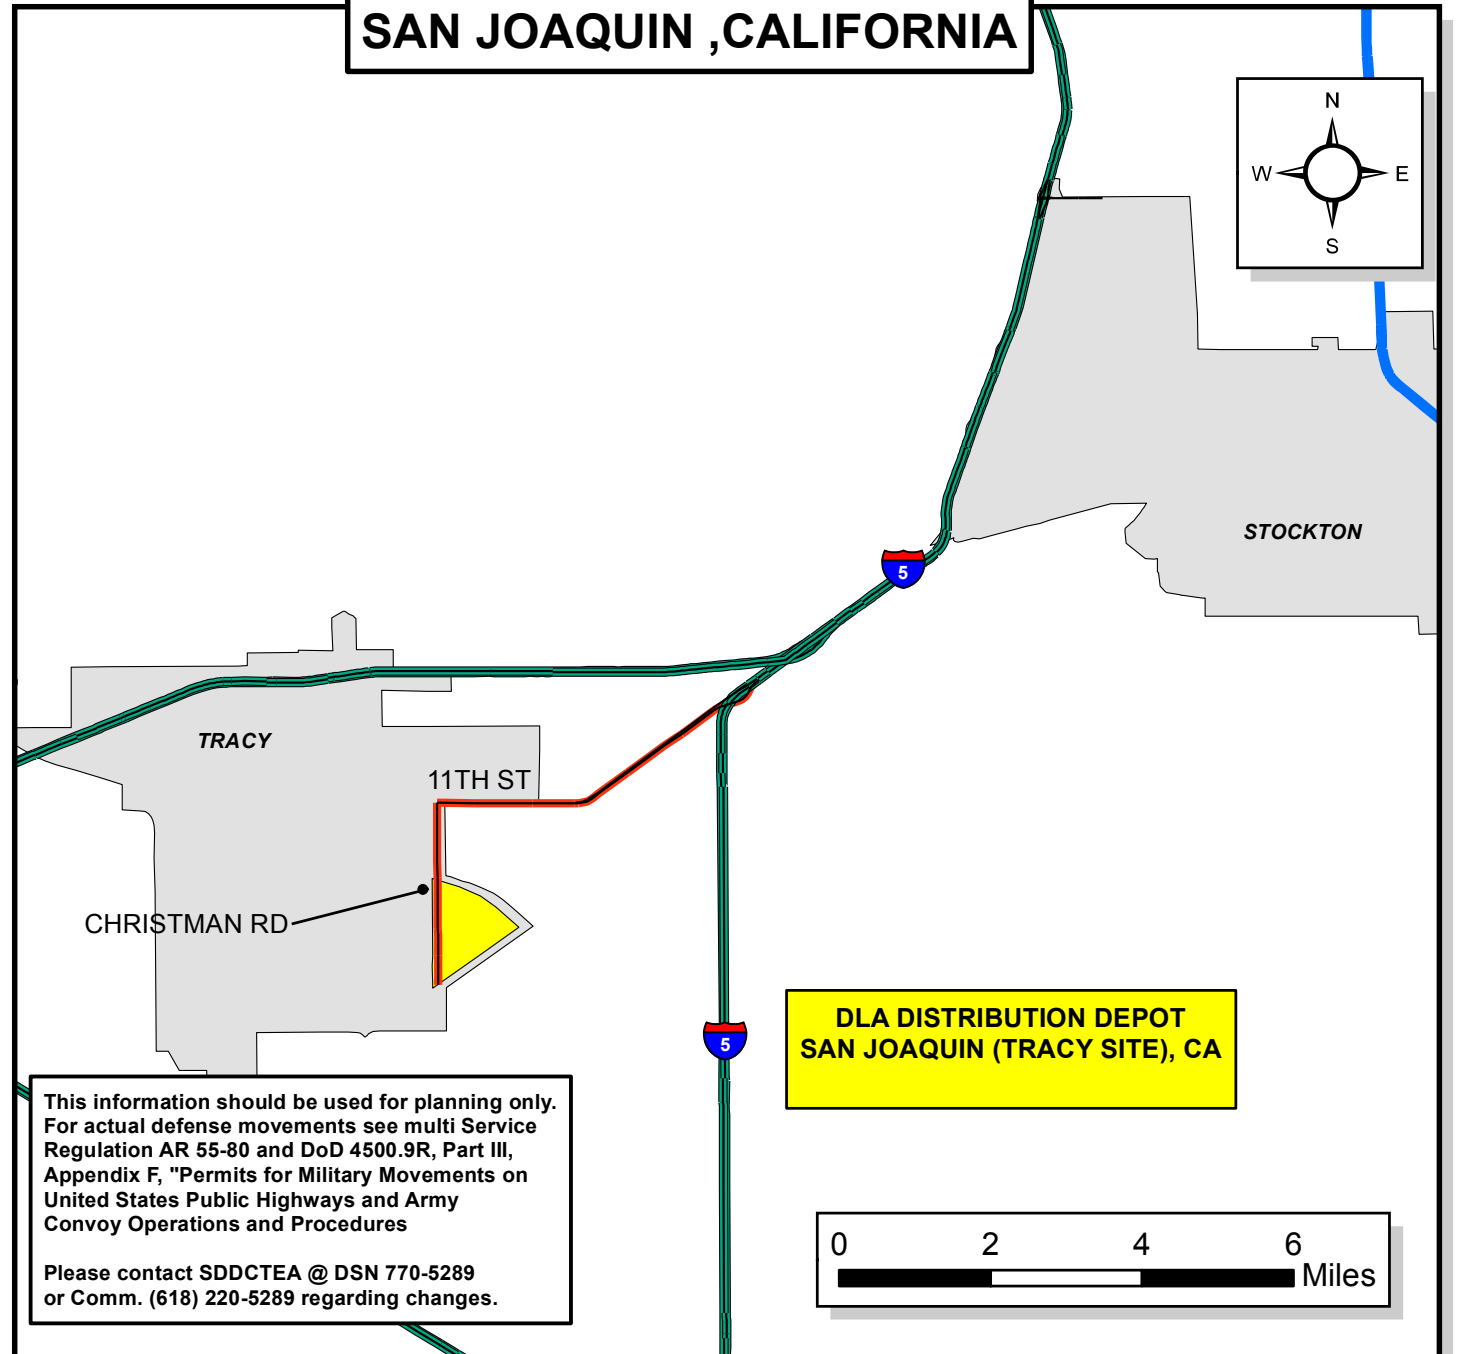 SAN JOAQUIN ,CALIFORNIA
N
W
E
S
STOCKTON
5
TRACY
11TH ST
CHRISTMAN RD
5
DLA DISTRIBUTION DEPOT
SAN JOAQUIN (TRACY SITE), CA
This information should be used for planning only.
For actual defense movements see multi Service
Regulation AR 55-80 and DoD 4500.9R, Part III,
Appendix F, "Permits for Military Movements on
United States Public Highways and Army
Convoy Operations and Procedures
Please contact SDDCTEA @ DSN 770-5289
or Comm. (618) 220-5289 regarding changes.
0 2 4 6
Miles